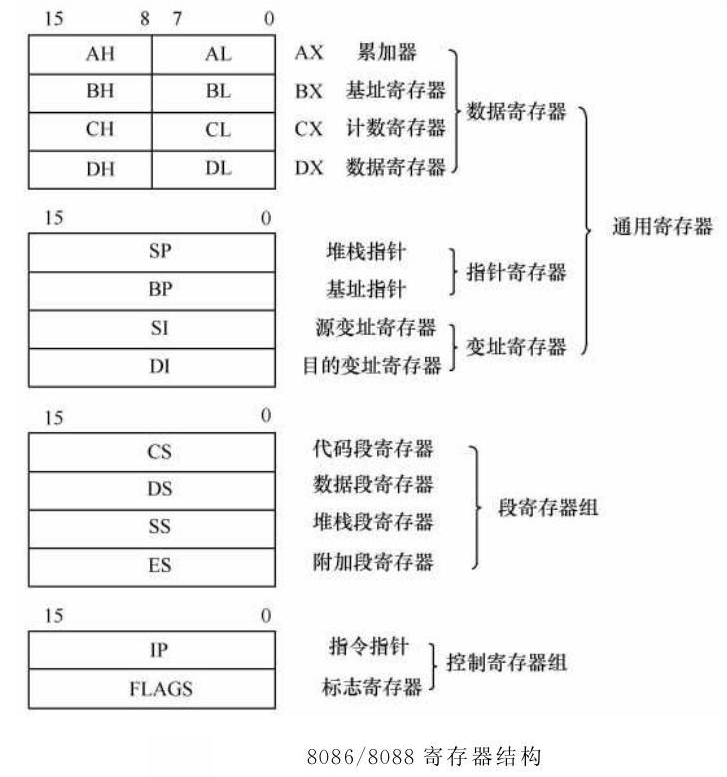 15 8 7 0
AH AL AX 累加器
BH BL BX 基址寄存器
数据寄存器
CH CL CX 计数寄存器
DH DL DX 数据寄存器
15 0
通用寄存器
SP 堆栈指针
指针寄存器
BP 基址指针
SI 源变址寄存器
变址寄存器
DI 目的变址寄存器
15 0
CS 代码段寄存器
DS 数据段寄存器
段寄存器组
SS 堆栈段寄存器
ES 附加段寄存器
15 0
IP 指令指针
控制寄存器组
FLAGS 标志寄存器
8086/8088 寄存器结构